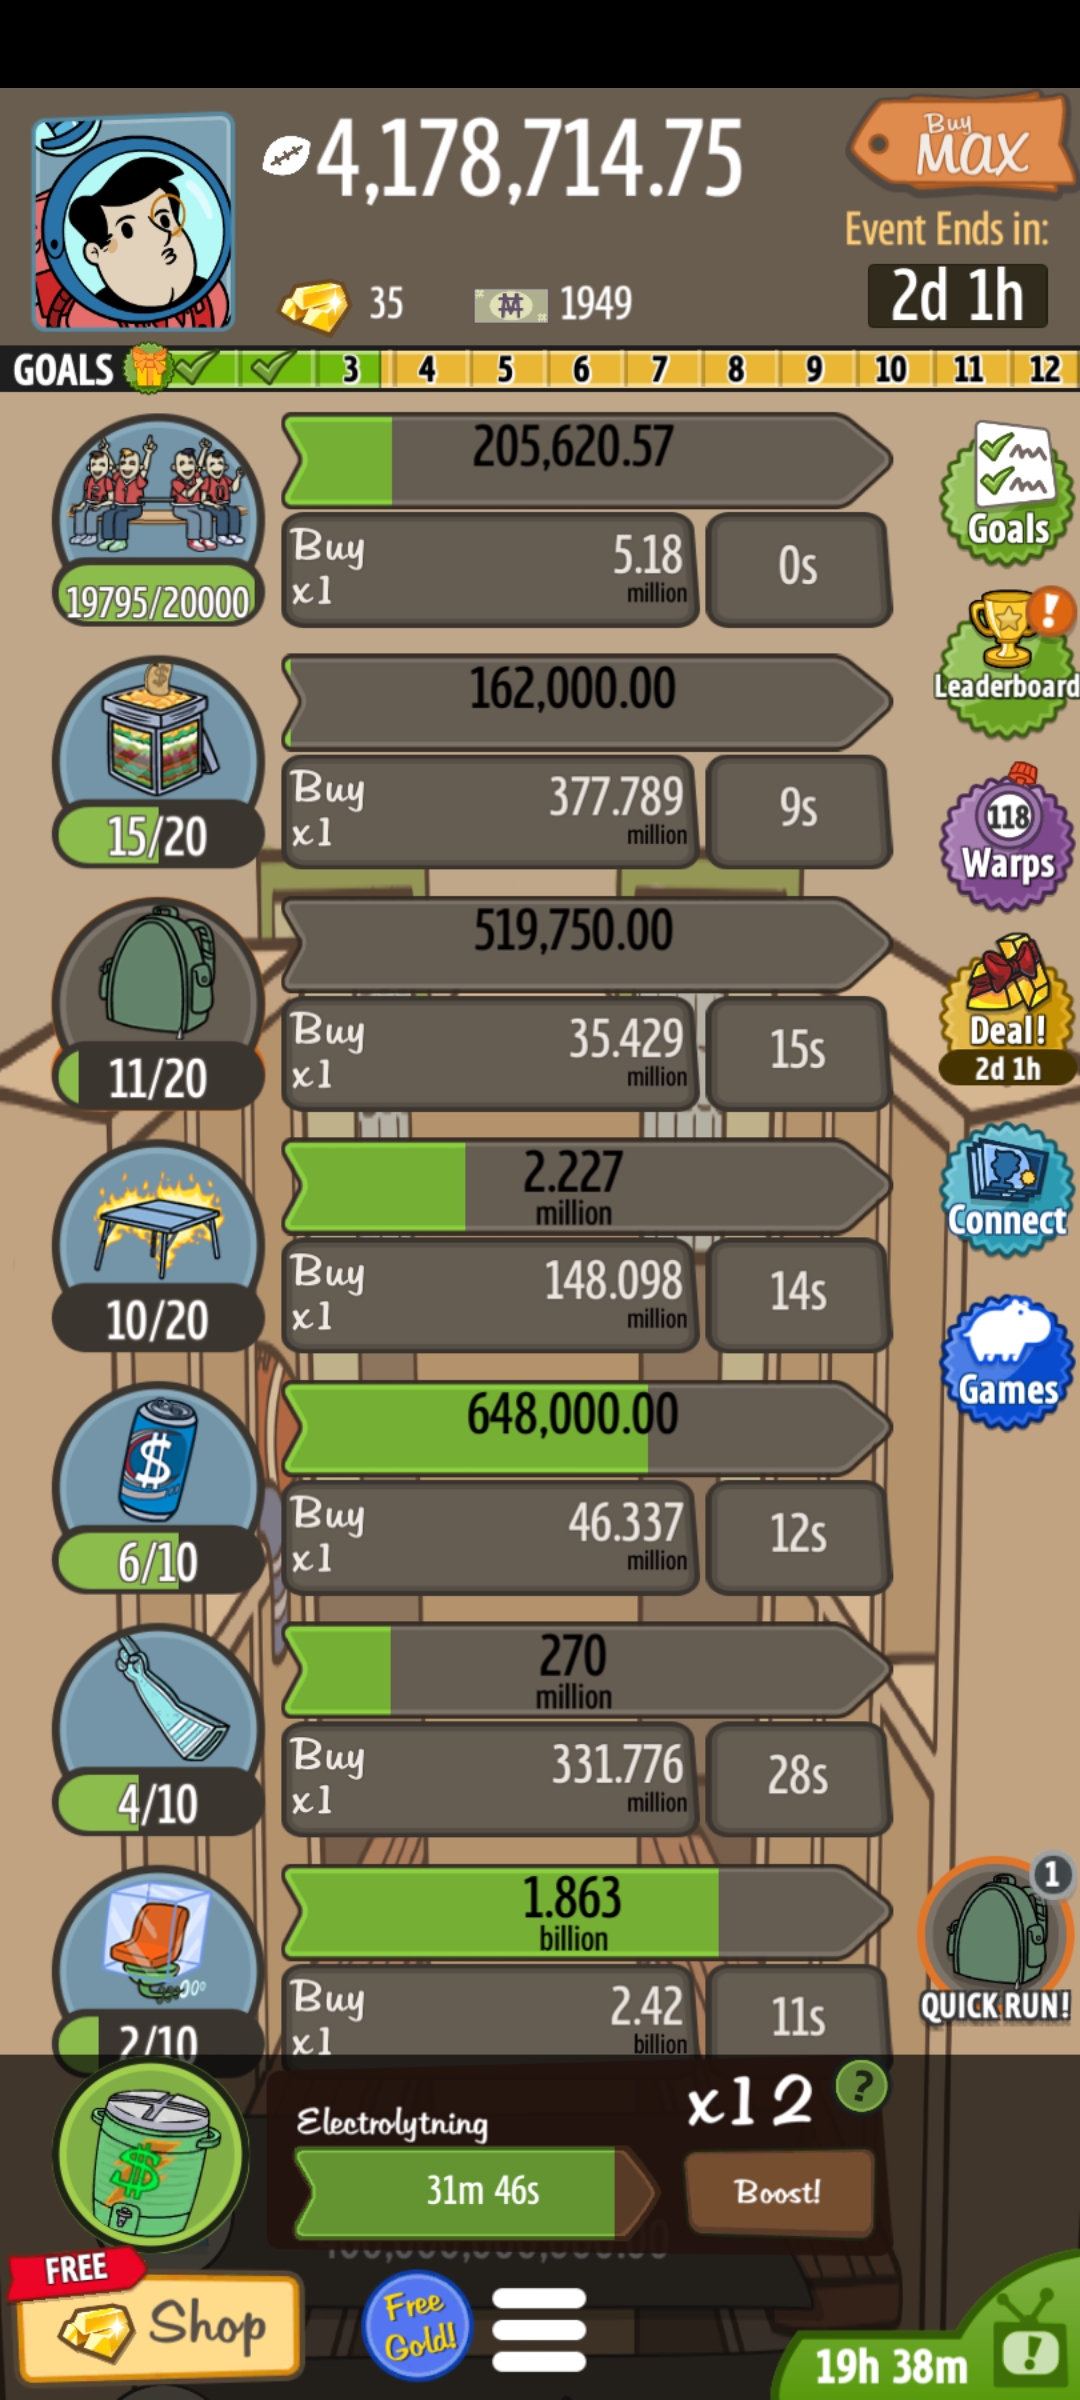 4,178,714.75
Buy
MAX
Event Ends in:
2d 1h
35
1949
GOALS 3 4 5 6 7 8 9 10 11 12
205,620.57
Buy
x1
5.18
million
0s
19795/20000
Goals
162,000.00
Buy
x1
377.789
million
9s
15/20
Leaderboard
!
519,750.00
Buy
x1
35.429
million
15s
11/20
118
Warps
Deal!
2d 1h
2.227
million
Buy
x1
148.098
million
14s
10/20
Connect
648,000.00
Buy
x1
46.337
million
12s
6/10
Games
270
million
Buy
x1
331.776
million
28s
4/10
1.863
billion
Buy
x1
2.42
billion
11s
2/10
1
QUICK RUN!
Electrolytning
x12
?
31m 46s
Boost!
FREE
Shop
Free
Gold!
19h 38m
!